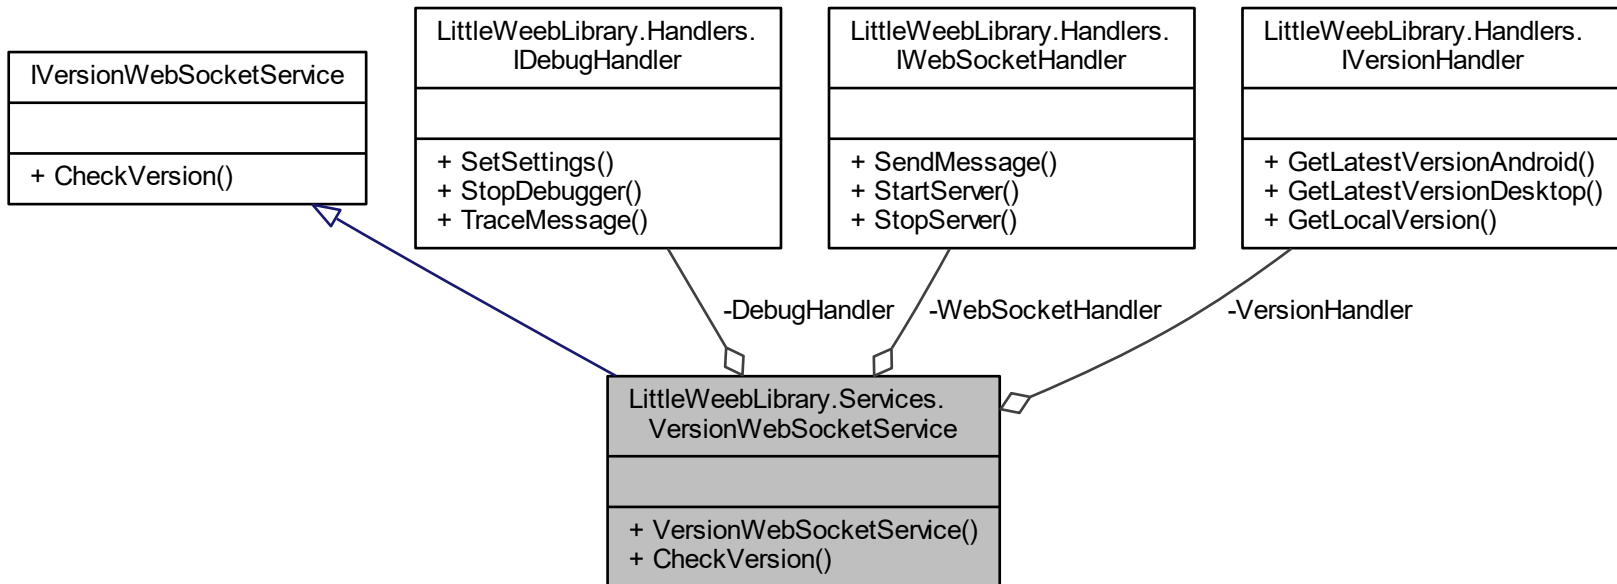 IVersionWebSocketService
+ CheckVersion()
LittleWeebLibrary.Handlers.
IDebugHandler
+ SetSettings()
+ StopDebugger()
+ TraceMessage()
LittleWeebLibrary.Handlers.
IWebSocketHandler
+ SendMessage()
+ StartServer()
+ StopServer()
LittleWeebLibrary.Handlers.
IVersionHandler
+ GetLatestVersionAndroid()
+ GetLatestVersionDesktop()
+ GetLocalVersion()
-DebugHandler
-WebSocketHandler
-VersionHandler
LittleWeebLibrary.Services.
VersionWebSocketService
+ VersionWebSocketService()
+ CheckVersion()